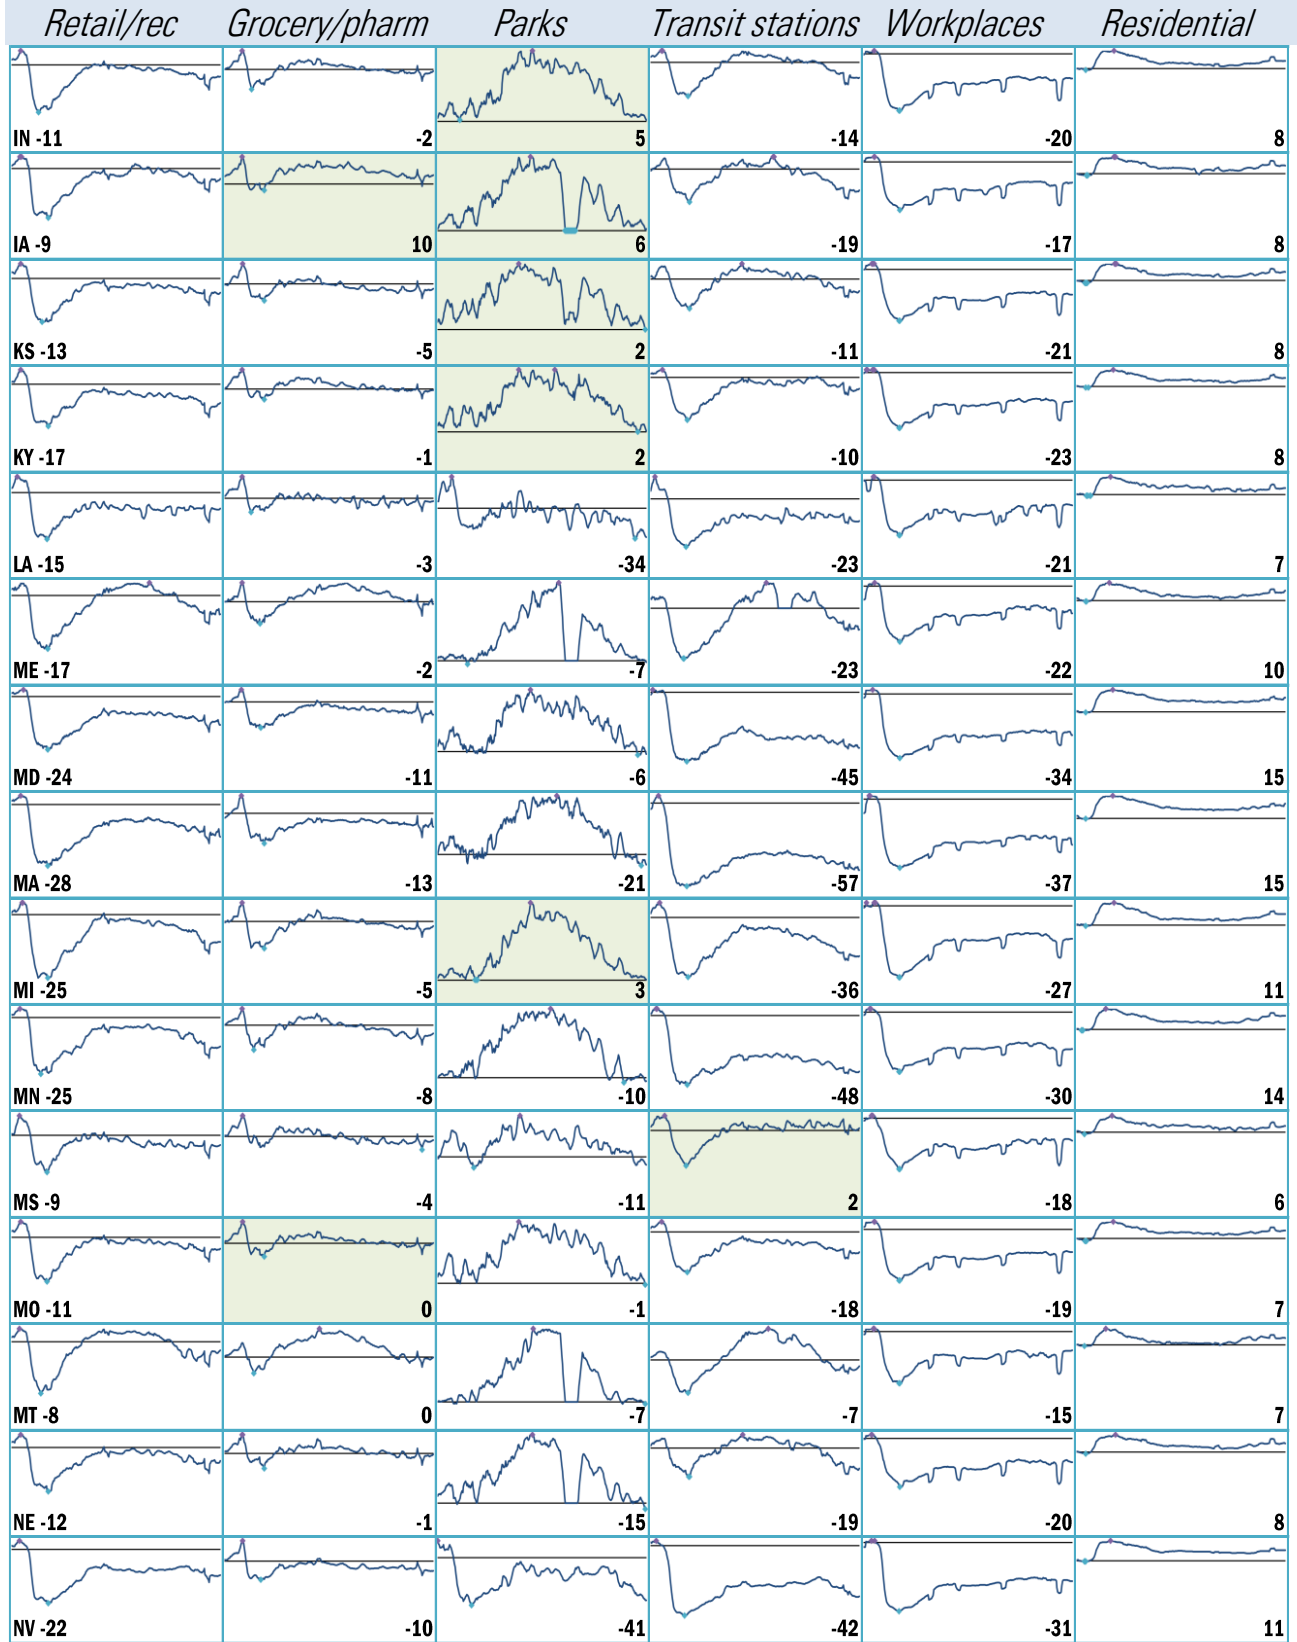 Retail/rec Grocery/pharm Parks Transit stations Workplaces Residential
IN -11 -2 5 -14 -20 8
IA -9 10 6 -19 -17 8
KS -13 -5 2 -11 -21 8
KY -17 -1 2 -10 -23 8
LA -15 -3 -34 -23 -21 7
ME -17 -2 -7 -23 -22 10
MD -24 -11 -6 -45 -34 15
MA -28 -13 -21 -57 -37 15
MI -25 -5 3 -36 -27 11
MN -25 -8 -10 -48 -30 14
MS -9 -4 -11 2 -18 6
MO -11 0 -1 -18 -19 7
MT -8 0 -7 -7 -15 7
NE -12 -1 -15 -19 -20 8
NV -22 -10 -41 -42 -31 11